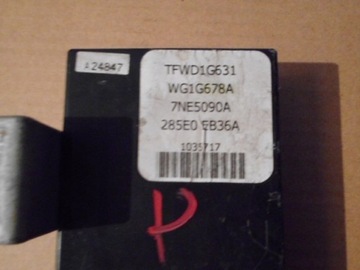 A24847
TFWD1G631
WG1G678A
7NE5090A
285E0 EB36A
1035717
P